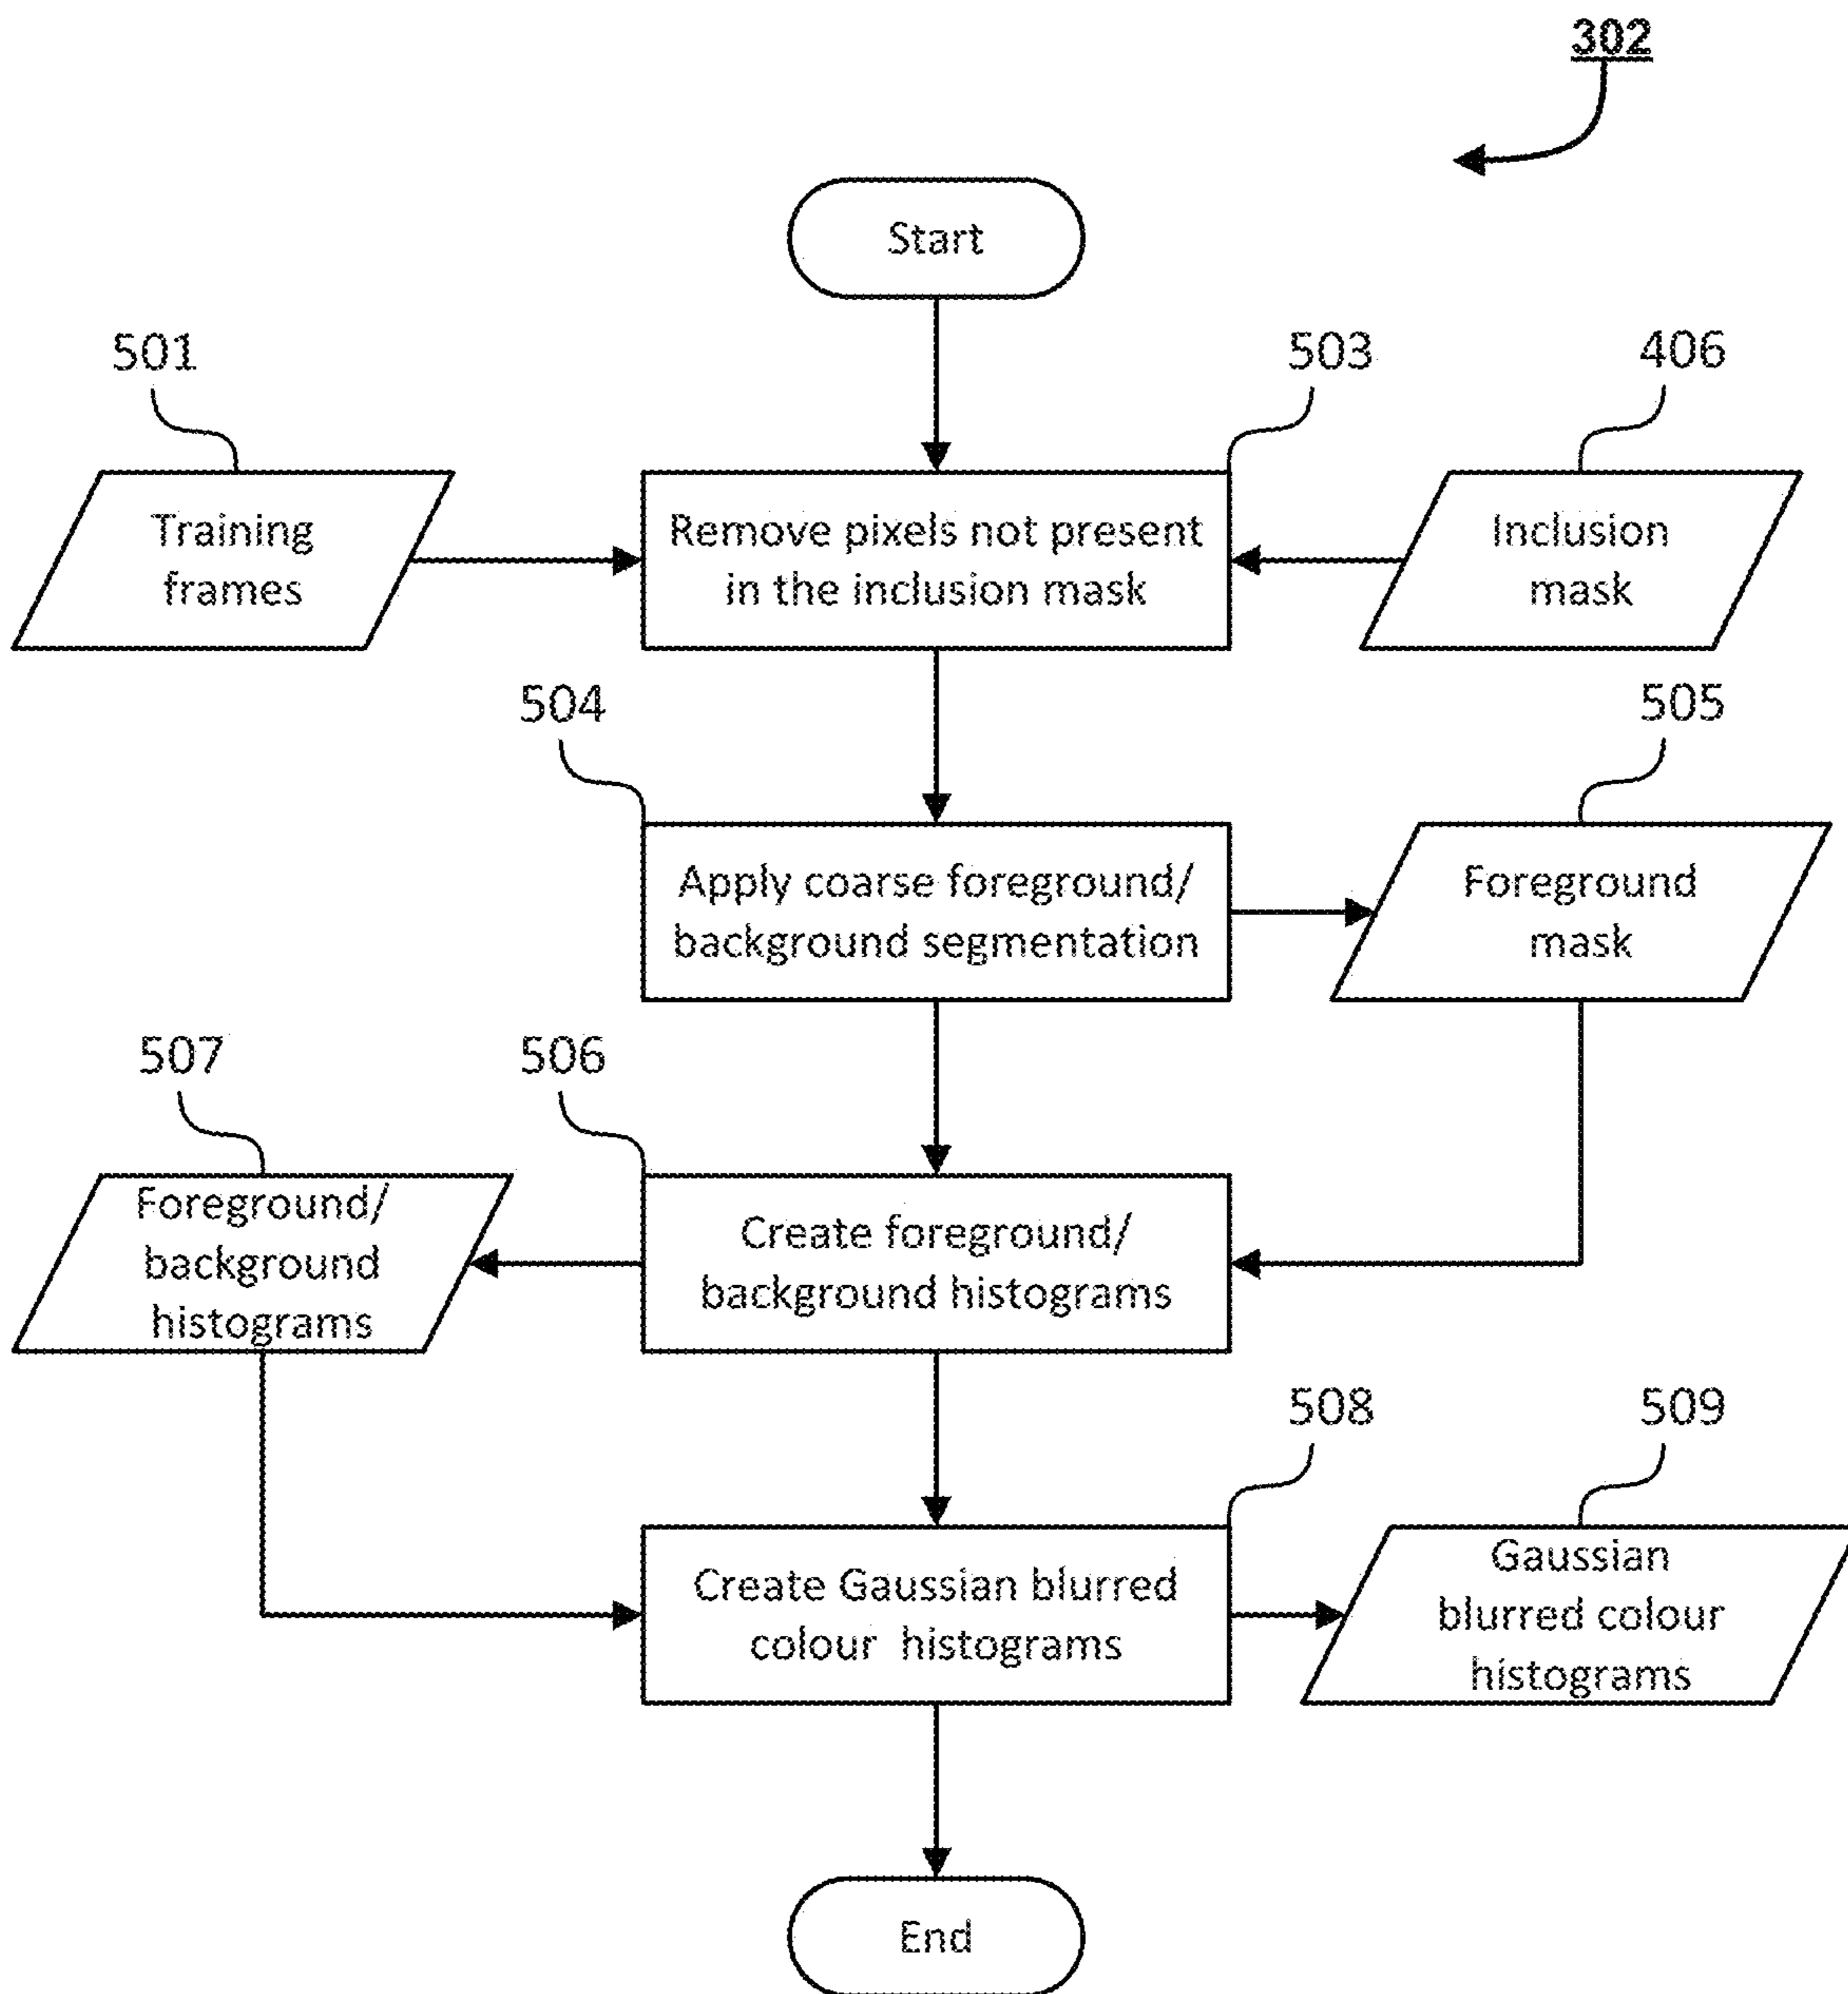 302
Start
501
503
406
Training
frames
Remove pixels not present
in the inclusion mask
Inclusion
mask
504
505
Apply coarse foreground/
background segmentation
Foreground
mask
507
506
Foreground/
background
histograms
Create foreground/
background histograms
508
509
Create Gaussian blurred
colour histograms
Gaussian
blurred colour
histograms
End